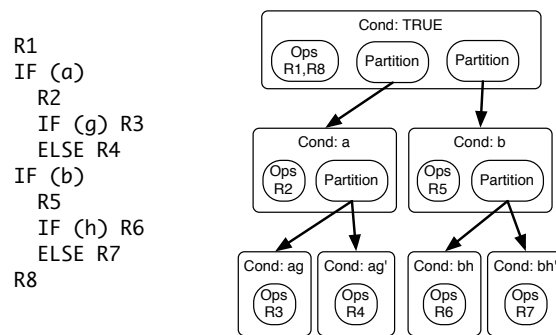 R1
IF (a)
R2
IF (g) R3
ELSE R4
IF (b)
R5
IF (h) R6
ELSE R7
R8
Cond: TRUE
Ops
R1,R8
Partition
Partition
Cond: a
Ops
R2
Partition
Cond: b
Ops
R5
Partition
Cond: ag
Ops
R3
Cond: ag'
Ops
R4
Cond: bh
Ops
R6
Cond: bh'
Ops
R7